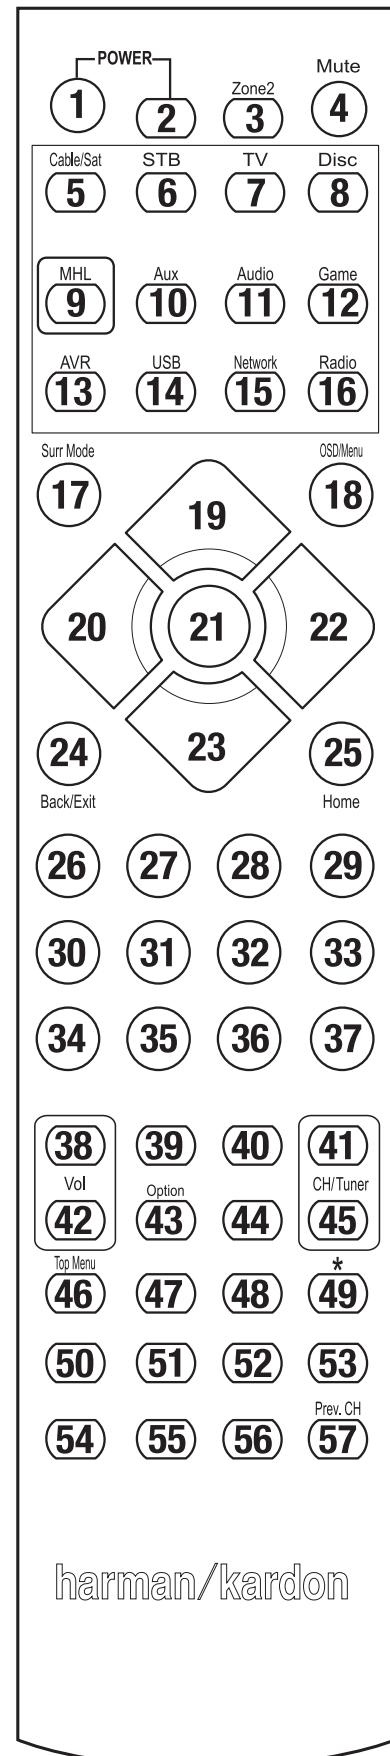 POWER
Mute
Zone2
1 2 3 4
Cable/Sat STB TV Disc
5 6 7 8
MHL Aux Audio Game
9 10 11 12
AVR USB Network Radio
13 14 15 16
Surr Mode OSD/Menu
17 18
19
20 21 22
23
24 25
Back/Exit Home
26 27 28 29
30 31 32 33
34 35 36 37
38 39 40 41
Vol Option CH/Tuner
42 43 44 45
Top Menu *
46 47 48 49
50 51 52 53
Prev. CH
54 55 56 57
harman/kardon